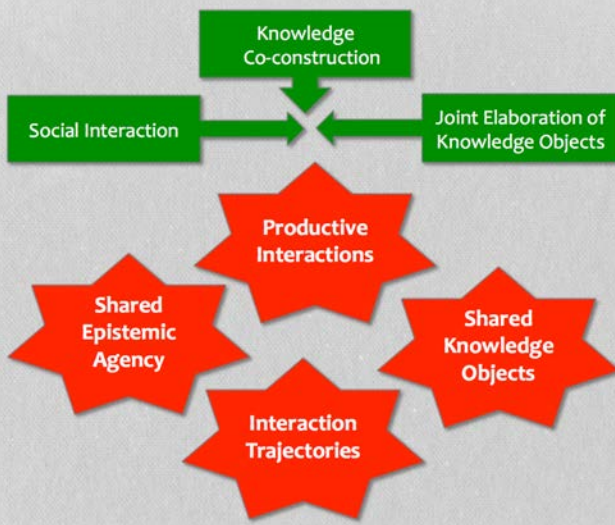 Knowledge
Co-construction
Social Interaction
Joint Elaboration of
Knowledge Objects
Productive
Interactions
Shared
Epistemic
Agency
Shared
Knowledge
Objects
Interaction
Trajectories